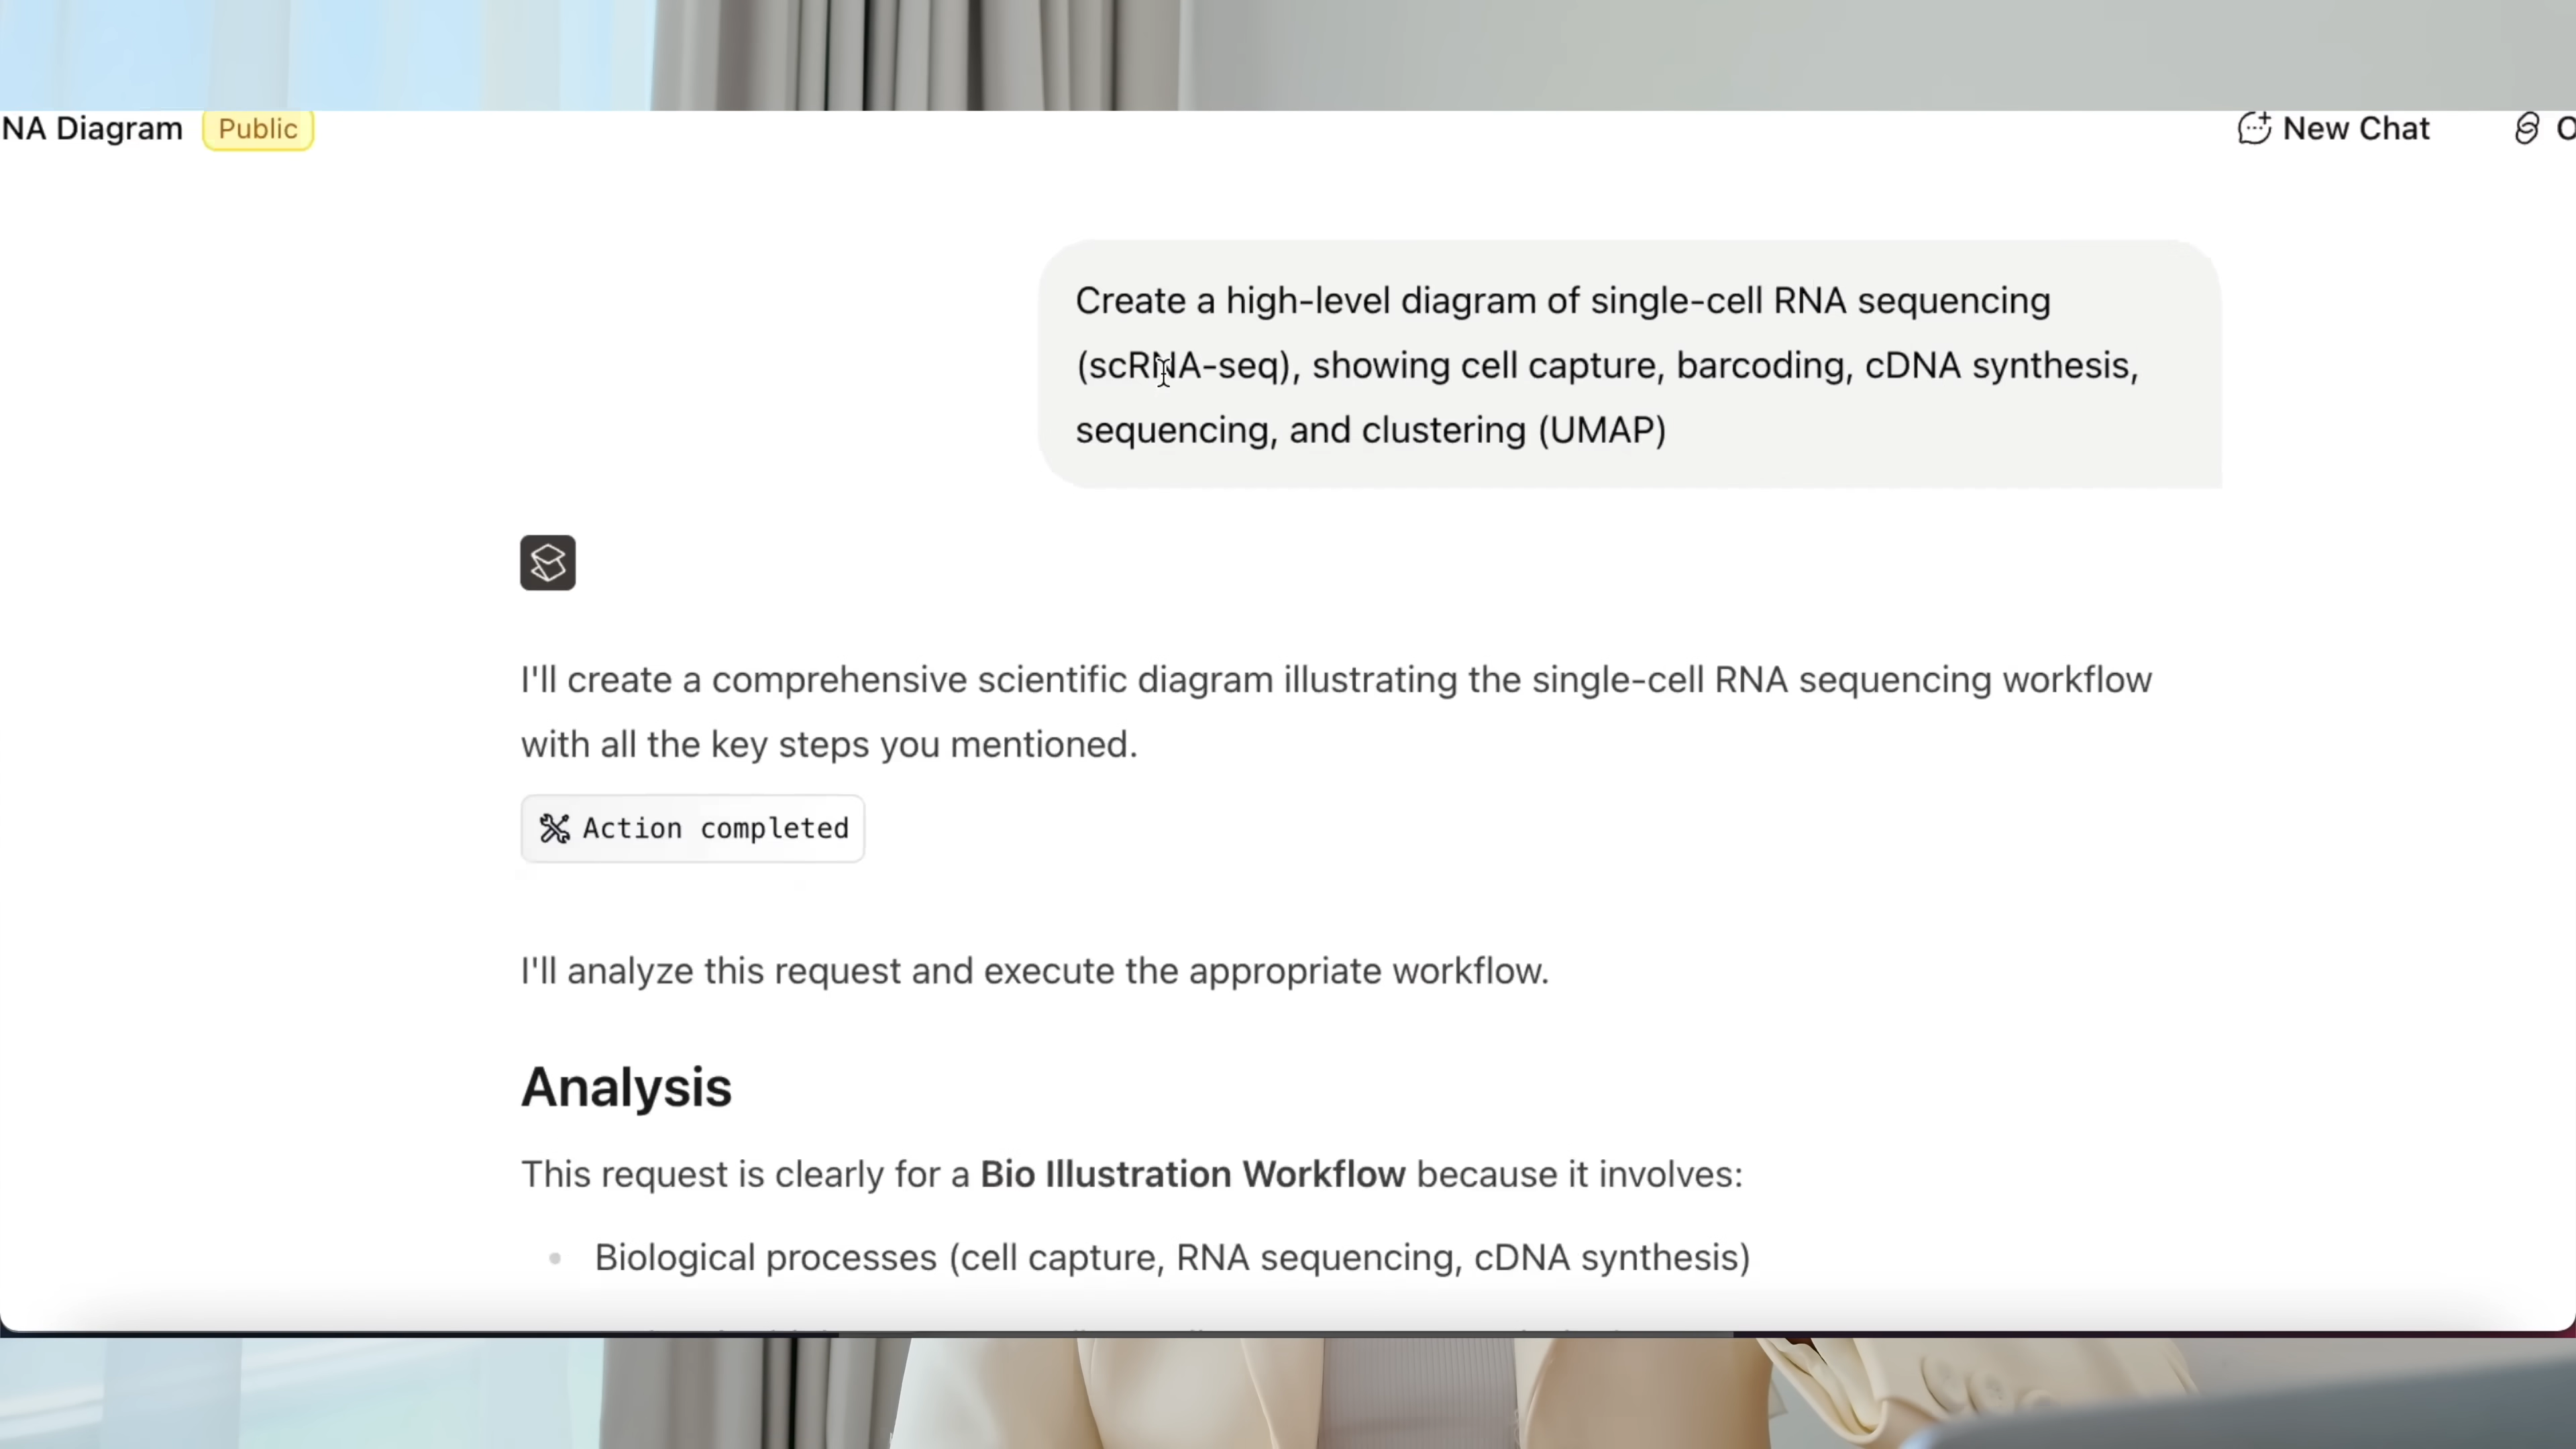 NA Diagram Public New Chat
Create a high-level diagram of single-cell RNA sequencing
(scRNA-seq), showing cell capture, barcoding, cDNA synthesis,
sequencing, and clustering (UMAP)
I'll create a comprehensive scientific diagram illustrating the single-cell RNA sequencing workflow
with all the key steps you mentioned.
Action completed
I'll analyze this request and execute the appropriate workflow.
Analysis
This request is clearly for a Bio Illustration Workflow because it involves:
• Biological processes (cell capture, RNA sequencing, cDNA synthesis)